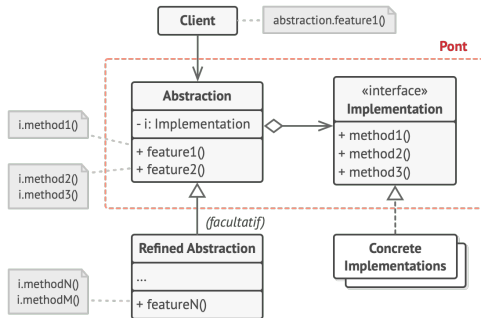 Client
abstraction.feature1()
Pont
Abstraction
- i: Implementation
+ feature1()
+ feature2()
«interface»
Implementation
+ method1()
+ method2()
+ method3()
i.method1()
i.method2()
i.method3()
(facultatif)
Refined Abstraction
...
+ featureN()
Concrete
Implementations
i.methodN()
i.methodM()